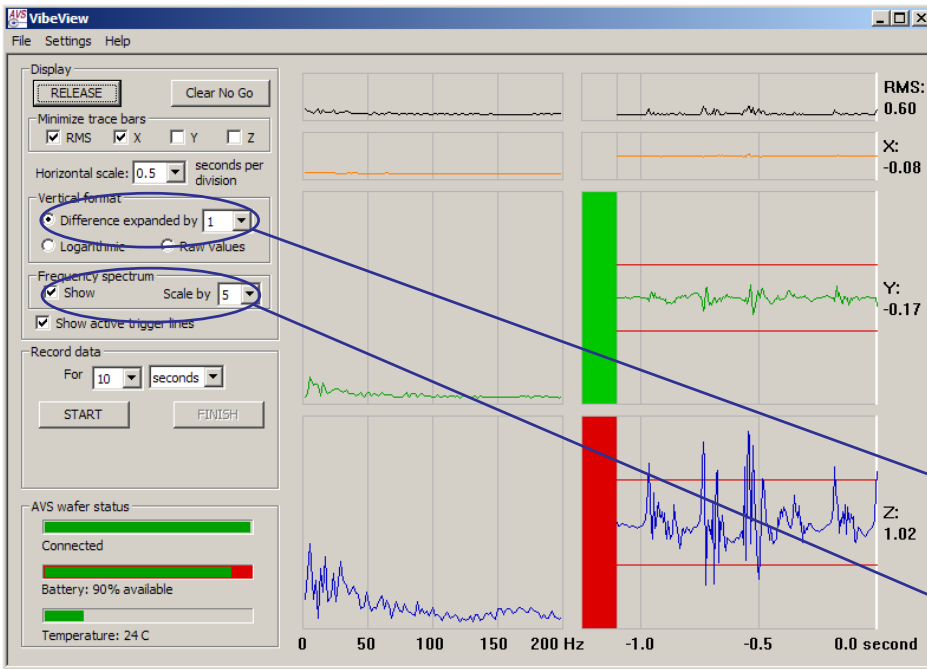 AVS VibeView
File Settings Help
Display
RELEASE Clear No Go
Minimize trace bars
RMS X Y Z
Horizontal scale: 0.5 seconds per division
Vertical format
Difference expanded by 1
Logarithmic Raw values
Frequency spectrum
Show Scale by 5
Show active trigger lines
Record data
For 10 seconds
START FINISH
AVS wafer status
Connected
Battery: 90% available
Temperature: 24 C
RMS:
0.60
X:
-0.08
Y:
-0.17
Z:
1.02
0 50 100 150 200 Hz -1.0 -0.5 0.0 second